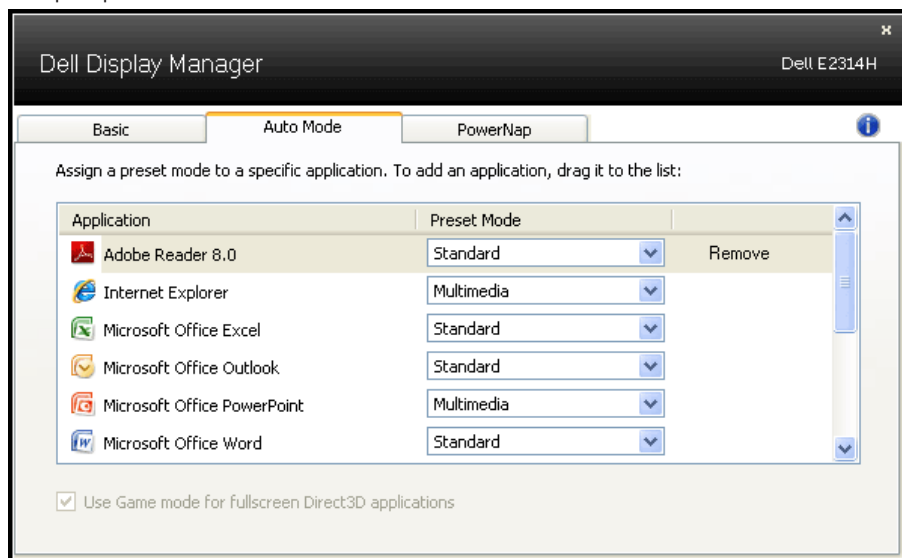 x
Dell Display Manager
Dell E2314H
Basic Auto Mode PowerNap
Assign a preset mode to a specific application. To add an application, drag it to the list:
Application Preset Mode
Adobe Reader 8.0 Standard Remove
Internet Explorer Multimedia
Microsoft Office Excel Standard
Microsoft Office Outlook Standard
Microsoft Office PowerPoint Multimedia
Microsoft Office Word Standard
Use Game mode for fullscreen Direct3D applications